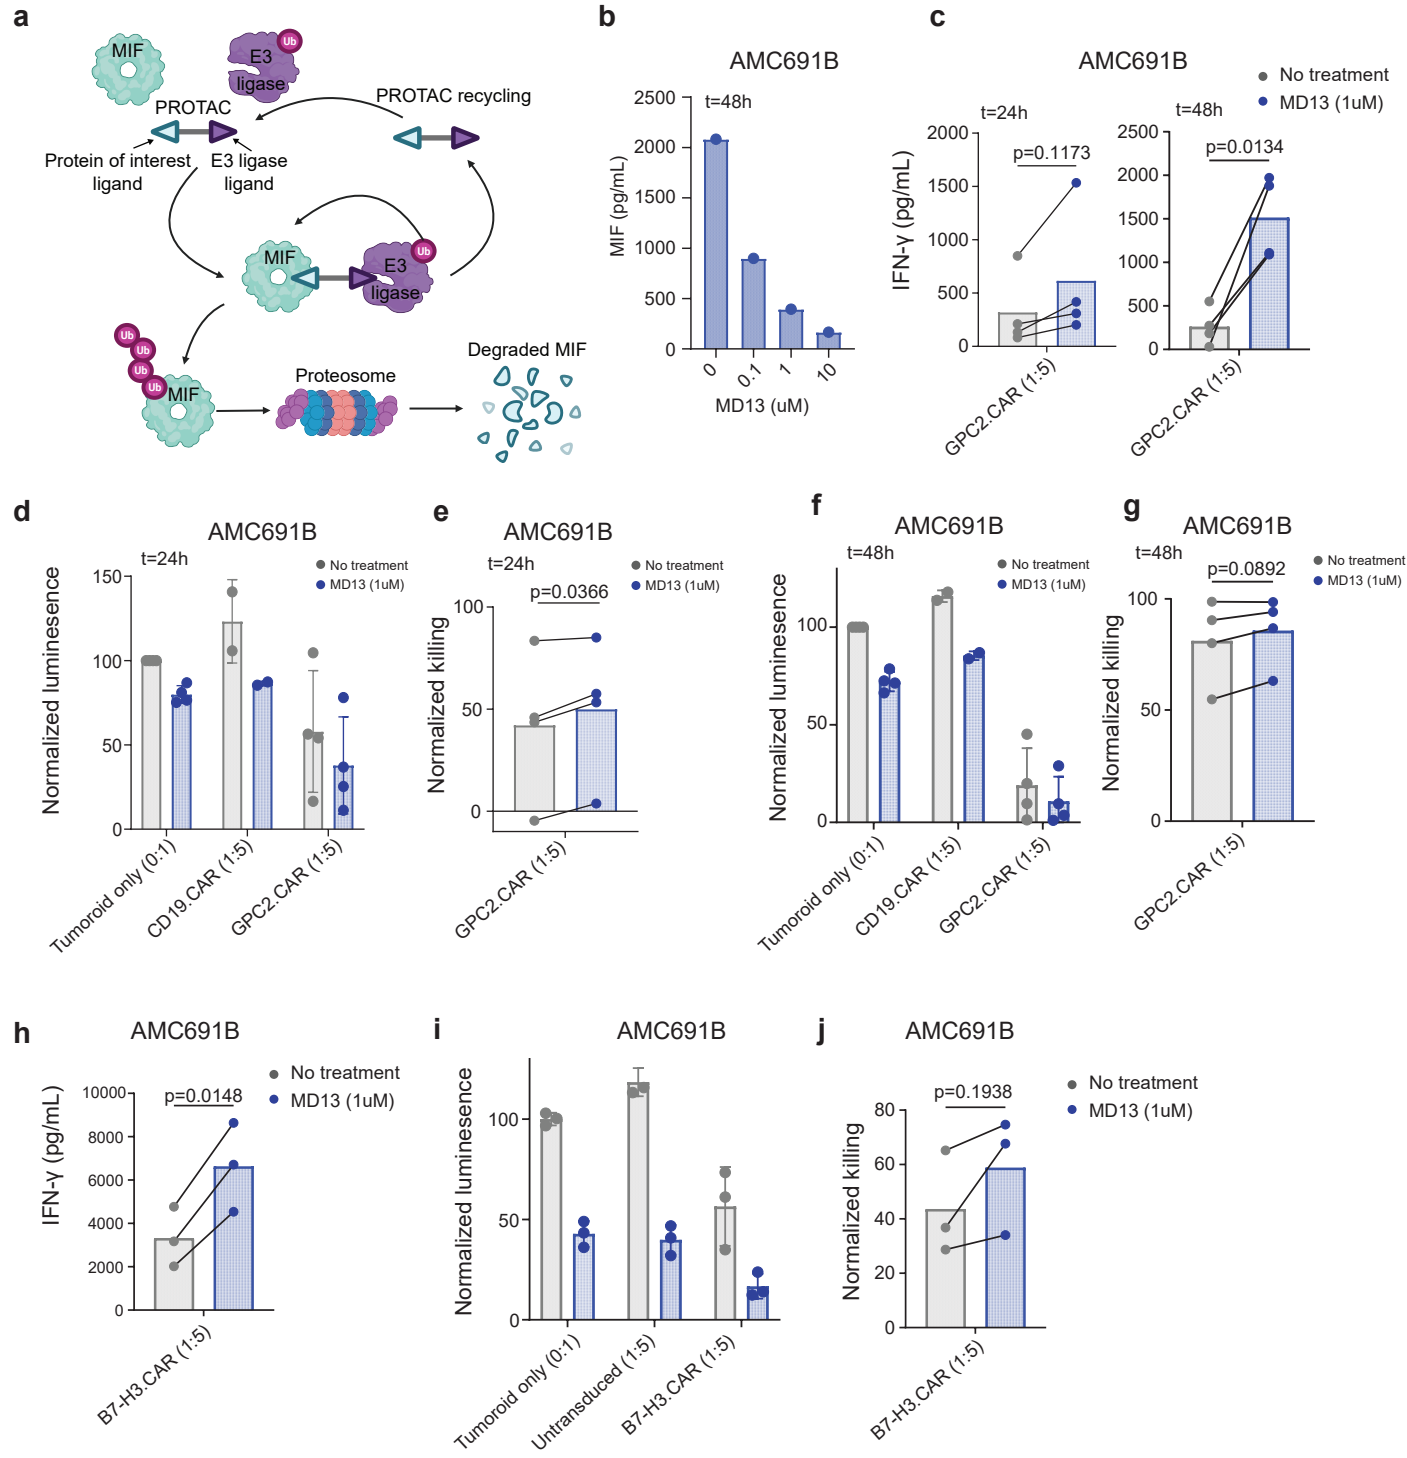 a
MIF
E3
ligase
Ub
PROTAC
Protein of interest
ligand
E3 ligase
ligand
PROTAC recycling
MIF
E3
ligase
Ub
Ub
Ub
Ub
Ub
MIF
Proteosome
Degraded MIF
b
AMC691B
t=48h
MIF (pg/mL)
2500
2000
1500
1000
500
0
0
0.1
1
10
MD13 (uM)
c
AMC691B
No treatment
MD13 (1uM)
t=24h
p=0.1173
IFN-γ (pg/mL)
2000
1500
1000
500
0
GPC2.CAR (1:5)
t=48h
p=0.0134
2500
2000
1500
1000
500
0
GPC2.CAR (1:5)
d
AMC691B
t=24h
No treatment
MD13 (1uM)
Normalized luminesence
150
100
50
0
Tumoroid only (0:1)
CD19.CAR (1:5)
GPC2.CAR (1:5)
e
AMC691B
t=24h
No treatment
MD13 (1uM)
p=0.0366
Normalized killing
100
50
0
GPC2.CAR (1:5)
f
AMC691B
t=48h
No treatment
MD13 (1uM)
Normalized luminesence
100
50
0
Tumoroid only (0:1)
CD19.CAR (1:5)
GPC2.CAR (1:5)
g
AMC691B
t=48h
No treatment
MD13 (1uM)
p=0.0892
Normalized killing
100
50
0
GPC2.CAR (1:5)
h
AMC691B
No treatment
MD13 (1uM)
p=0.0148
IFN-γ (pg/mL)
10000
8000
6000
4000
2000
0
B7-H3.CAR (1:5)
i
AMC691B
Normalized luminesence
100
50
0
Tumoroid only (0:1)
Untransduced (1:5)
B7-H3.CAR (1:5)
j
AMC691B
No treatment
MD13 (1uM)
p=0.1938
Normalized killing
80
60
40
20
0
B7-H3.CAR (1:5)